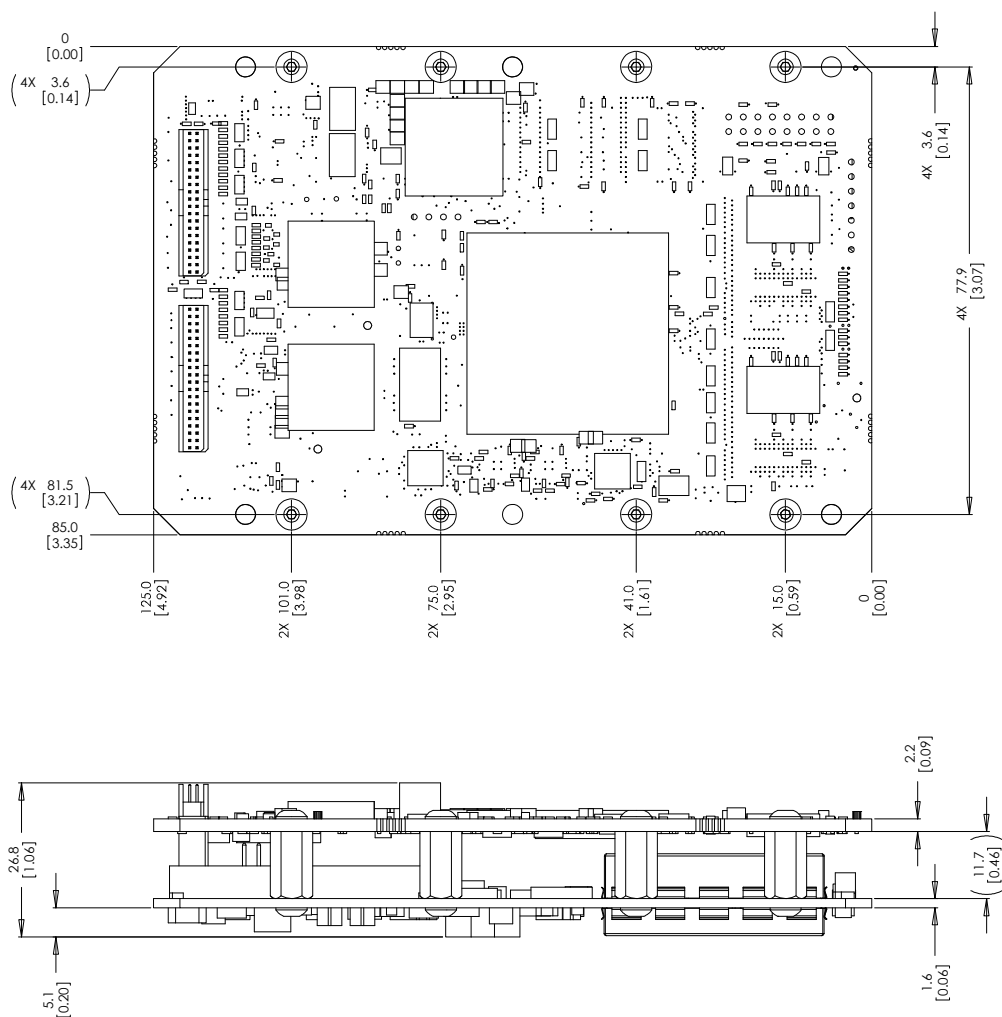 0
[0.00]
( 4X 3.6 )
[0.14]
4X 3.6
[0.14]
4X 77.9
[3.07]
( 4X 81.5 )
[3.21]
85.0
[3.35]
125.0
[4.92]
2X 101.0
[3.98]
2X 75.0
[2.95]
2X 41.0
[1.61]
2X 15.0
[0.59]
0
[0.00]
2.2
[0.09]
26.8
[1.06]
( 11.7 )
[0.46]
5.1
[0.20]
1.6
[0.06]